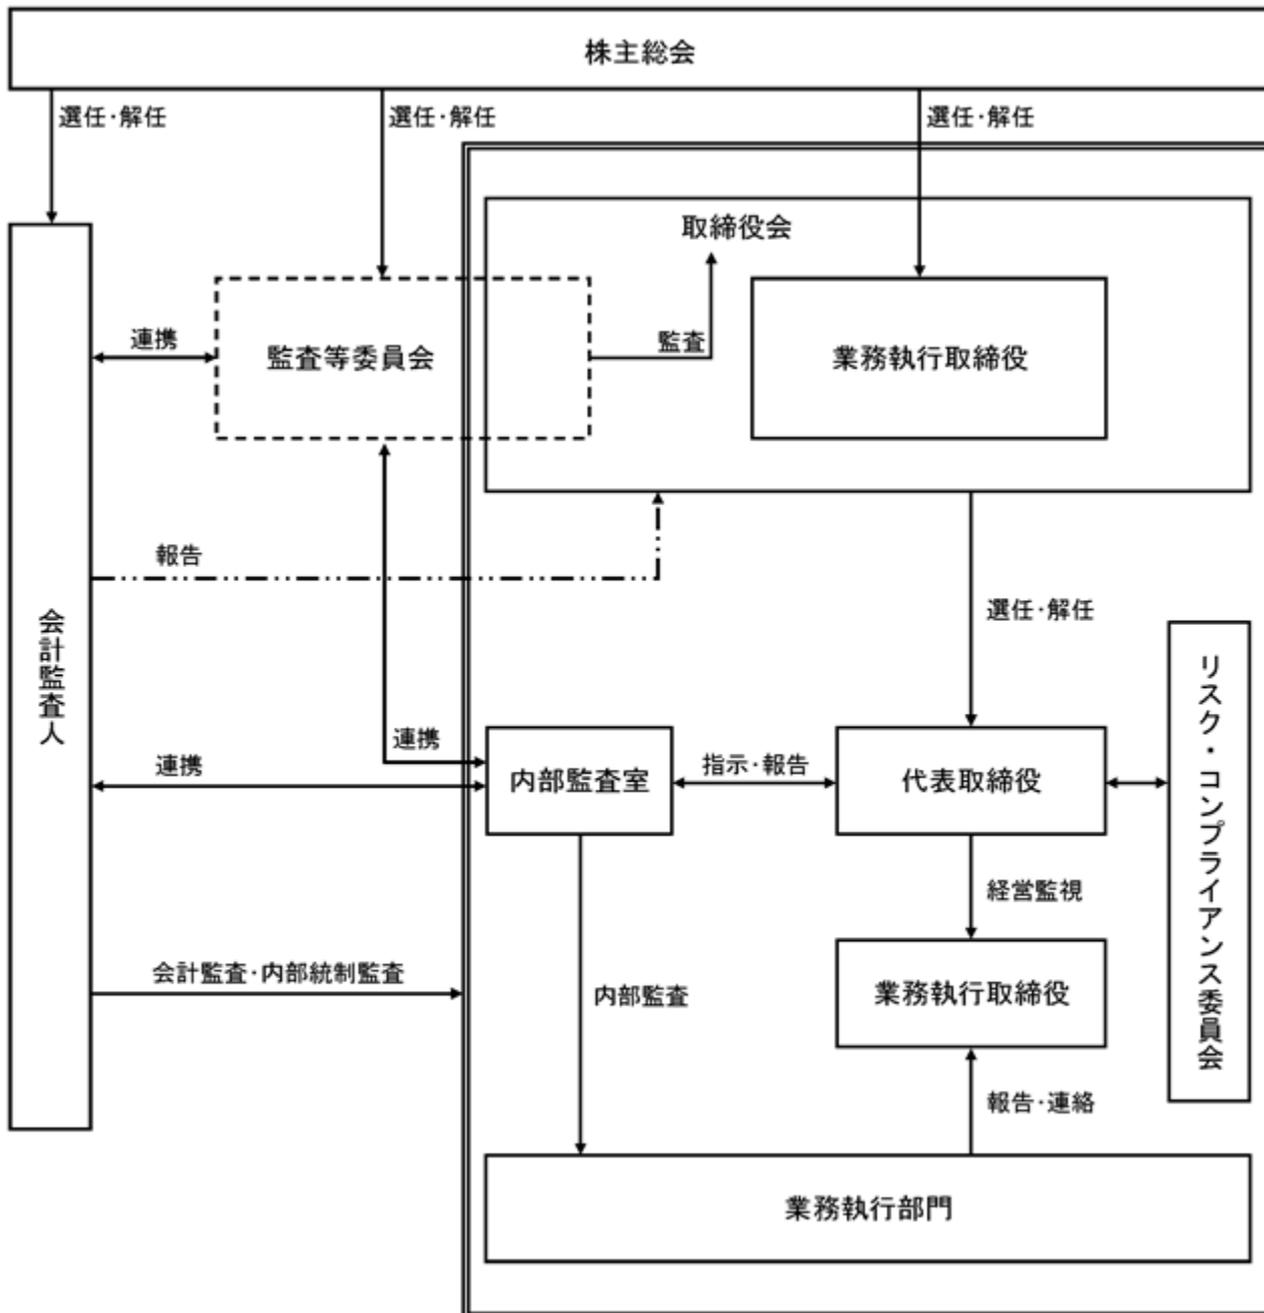 株主総会
選任・解任
選任・解任
選任・解任
取締役会
連携
監査等委員会
監査
業務執行取締役
報告
会計監査人
選任・解任
リスク・コンプライアンス委員会
連携
連携
内部監査室
指示・報告
代表取締役
経営監視
会計監査・内部統制監査
内部監査
業務執行取締役
報告・連絡
業務執行部門